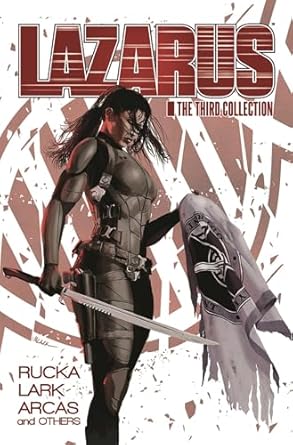 LAZARUS
THE THIRD COLLECTION
RUCKA
LARK
ARCAS
and OTHERS